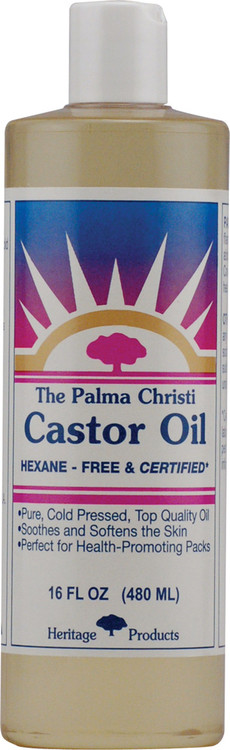 The Palma Christi
Castor Oil
HEXANE - FREE & CERTIFIED*
•Pure, Cold Pressed, Top Quality Oil
•Soothes and Softens the Skin
•Perfect for Health-Promoting Packs
16 FL OZ (480 ML)
Heritage Products